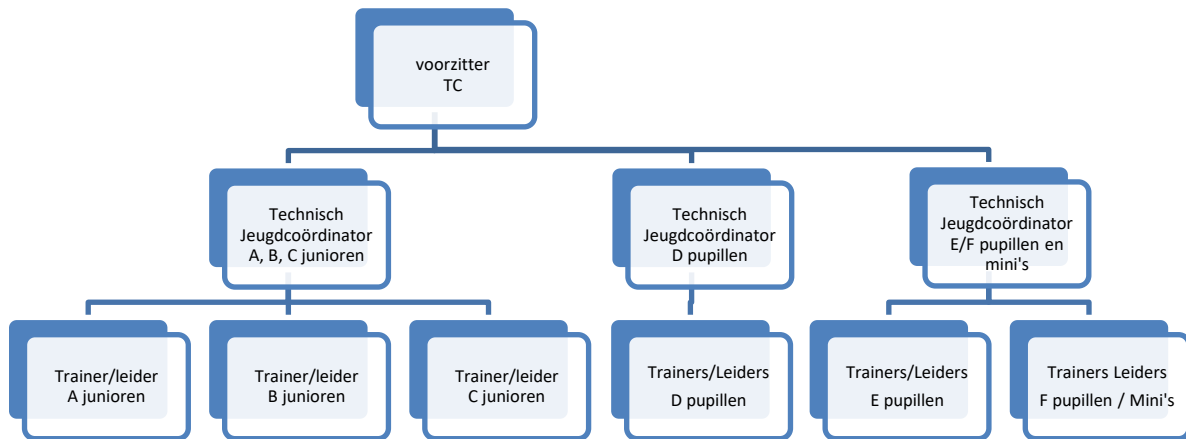 voorzitter
TC
Technisch
Jeugdcoördinator
A, B, C junioren
Technisch
Jeugdcoördinator
D pupillen
Technisch
Jeugdcoördinator
E/F pupillen en
mini's
Trainer/leider
A junioren
Trainer/leider
B junioren
Trainer/leider
C junioren
Trainers/Leiders
D pupillen
Trainers/Leiders
E pupillen
Trainers Leiders
F pupillen / Mini's